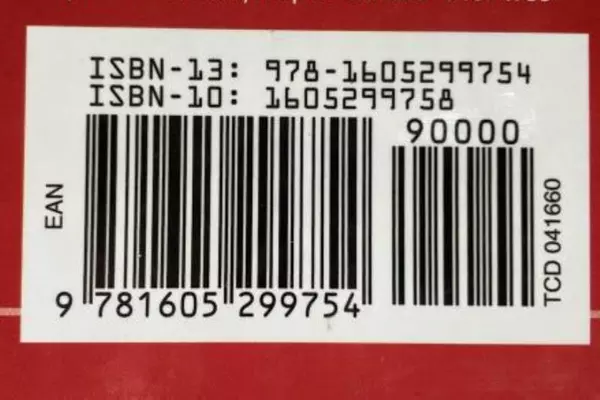 ISBN-13: 978-1605299754
ISBN-10: 1605299758
90000
EAN
TCD 041660
9 781605 299754